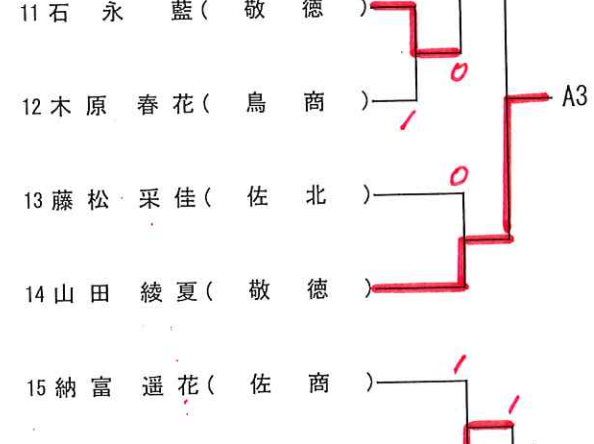 11 石永 藍 ( 敬 徳 )
0
12 木原 春花 ( 鳥 商 )
1
A3
13 藤松 采佳 ( 佐 北 )
0
14 山田 綾夏 ( 敬 徳 )
15 納富 遥花 ( 佐 商 )
1
1